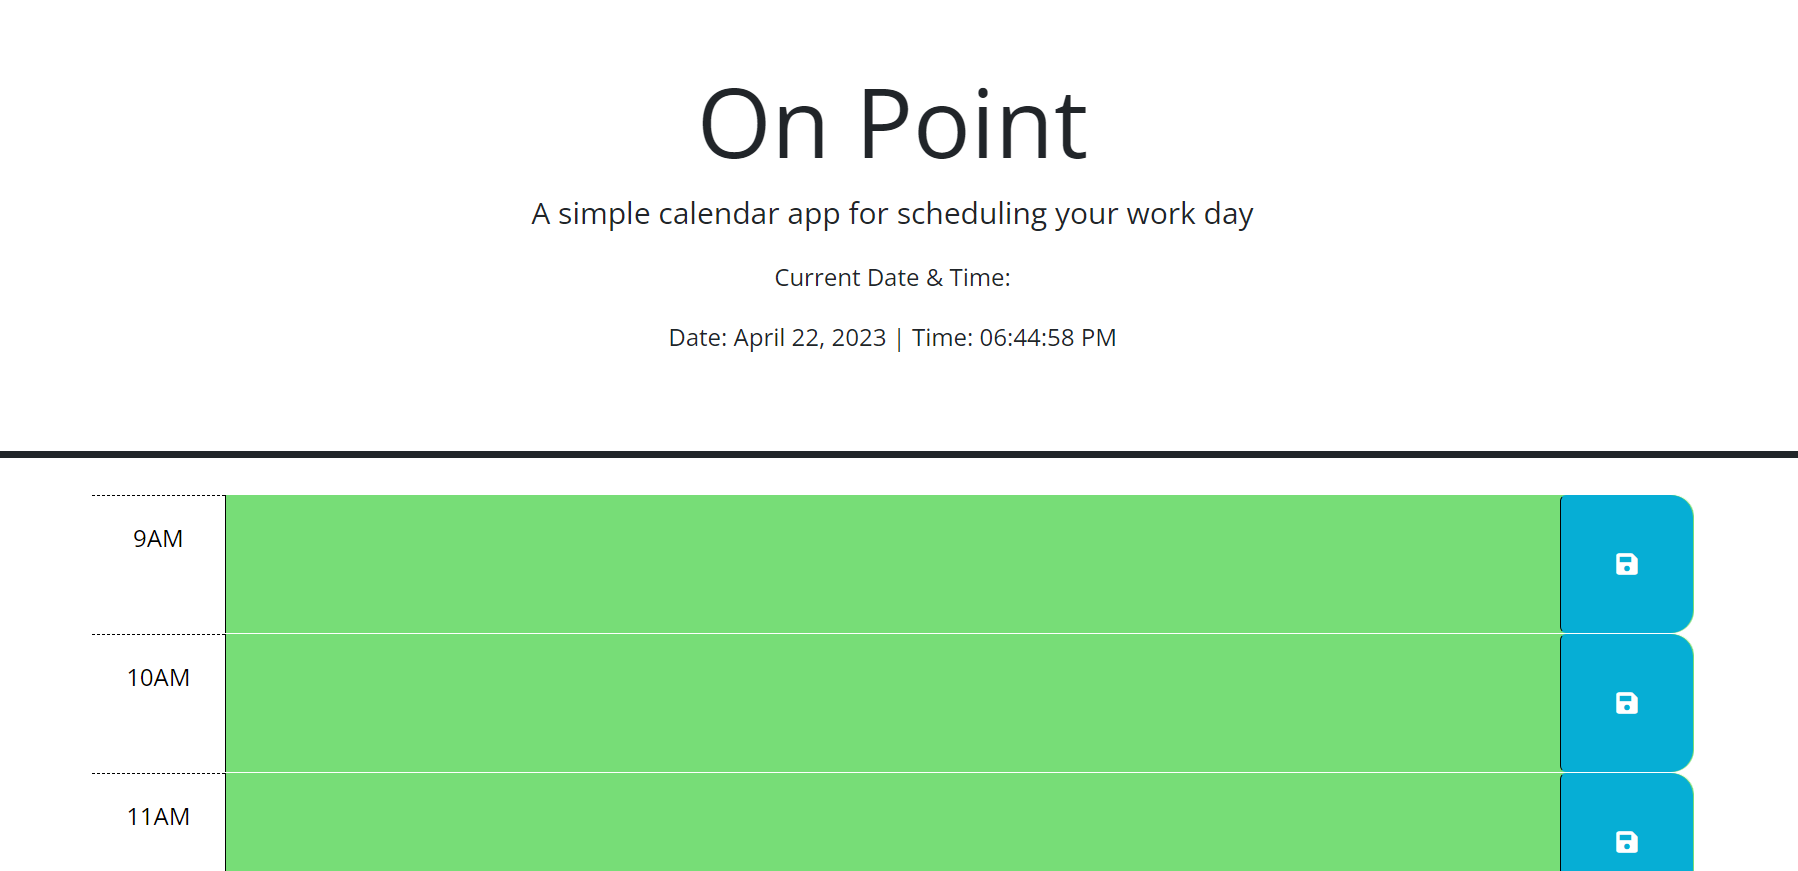 On Point
A simple calendar app for scheduling your work day
Current Date & Time:
Date: April 22, 2023 | Time: 06:44:58 PM
9AM
10AM
11AM